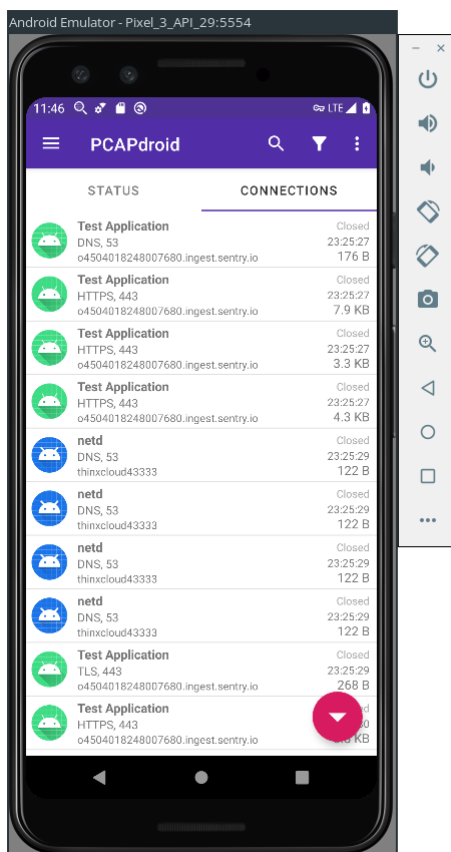 Android Emulator - Pixel_3_API_29:5554
11:46
LTE
PCAPdroid
STATUS
CONNECTIONS
Test Application
Closed
DNS, 53
23:25:27
o4504018248007680.ingest.sentry.io
176 B
Test Application
Closed
HTTPS, 443
23:25:27
o4504018248007680.ingest.sentry.io
7.9 KB
Test Application
Closed
HTTPS, 443
23:25:27
o4504018248007680.ingest.sentry.io
3.3 KB
Test Application
Closed
HTTPS, 443
23:25:27
o4504018248007680.ingest.sentry.io
4.3 KB
netd
Closed
DNS, 53
23:25:29
thinxcloud43333
122 B
netd
Closed
DNS, 53
23:25:29
thinxcloud43333
122 B
netd
Closed
DNS, 53
23:25:29
thinxcloud43333
122 B
netd
Closed
DNS, 53
23:25:29
thinxcloud43333
122 B
Test Application
Closed
TLS, 443
23:25:29
o4504018248007680.ingest.sentry.io
268 B
Test Application
HTTPS, 443
o4504018248007680.ingest.sentry.io
KB